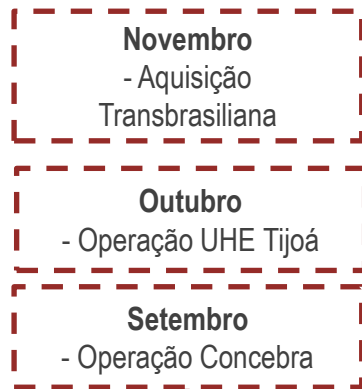 Novembro
- Aquisição
Transbrasiliana
Outubro
- Operação UHE Tijoá
Setembro
- Operação Concebra